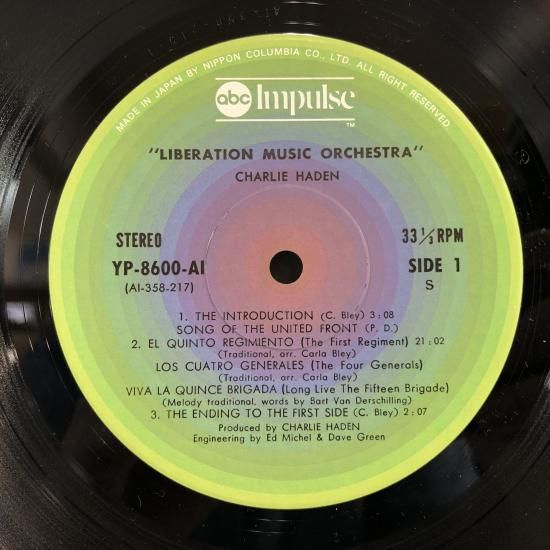 MADE IN JAPAN BY NIPPON COLUMBIA CO., LTD. ALL RIGHT RESERVED
abc Impulse
TM
"LIBERATION MUSIC ORCHESTRA"
CHARLIE HADEN
STEREO
33 1/3 RPM
YP-8600-AI
SIDE 1
(AI-358-217)
S
1. THE INTRODUCTION (C. Bley) 3:08
SONG OF THE UNITED FRONT (P. D.)
2. EL QUINTO REGIMIENTO (The First Regiment) 21:02
(Traditional, arr. Carla Bley)
LOS CUATRO GENERALES (The Four Generals)
(Traditional, arr. Carla Bley)
VIVA LA QUINCE BRIGADA (Long Live The Fifteen Brigade)
(Melody traditional, words by Bart Van Derschilling)
3. THE ENDING TO THE FIRST SIDE (C. Bley) 2:07
Produced by CHARLIE HADEN
Engineering by Ed Michel & Dave Green